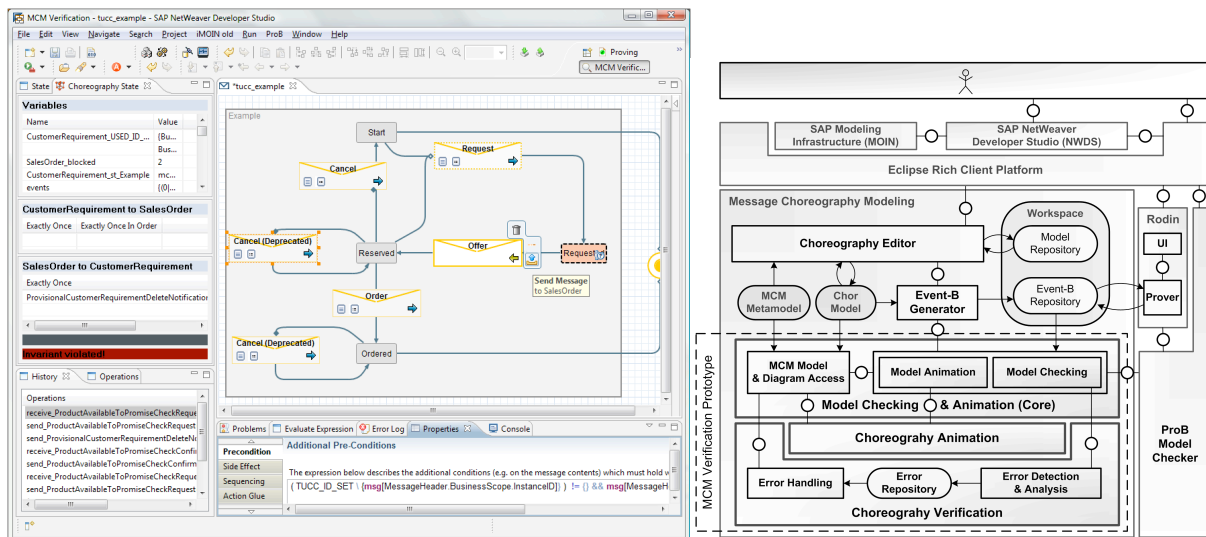 MCM Verification - tucc_example - SAP NetWeaver Developer Studio
File Edit View Navigate Search Project iMOIN old Run ProB Window Help
Proving
»
MCM Verific...
State Choreography State
Variables
Name Value
CustomerRequirement_USED_ID_... {Bu...
Bus...
SalesOrder_blocked 2
CustomerRequirement_st_Example mc...
events {(0|...
CustomerRequirement to SalesOrder
Exactly Once Exactly Once In Order
SalesOrder to CustomerRequirement
Exactly Once
ProvisionalCustomerRequirementDeleteNotification
Invariant violated!
History Operations
Operations
receive_ProductAvailableToPromiseCheckReque
send_ProductAvailableToPromiseCheckRequest
send_ProvisionalCustomerRequirementDeleteNo
receive_ProductAvailableToPromiseCheckConfi
send_ProductAvailableToPromiseCheckConfirm
receive_ProductAvailableToPromiseCheckReque
send_ProductAvailableToPromiseCheckRequest
*tucc_example
Example
Start
Request
Cancel
Cancel (Deprecated)
Reserved
Offer
Request
Send Message
to SalesOrder
Order
Cancel (Deprecated)
Ordered
Problems Evaluate Expression Error Log Properties Console
Precondition
Side Effect
Sequencing
Action Glue
Additional Pre-Conditions
The expression below describes the additional conditions (e.g. on the message contents) which must hold w
( TUCC_ID_SET \ {msg[MessageHeader.BusinessScope.InstanceID]} ) != {} && msg[MessageH
SAP Modeling
Infrastructure (MOIN)
SAP NetWeaver
Developer Studio (NWDS)
Eclipse Rich Client Platform
Message Choreography Modeling
Workspace
Rodin
Choreography Editor
Model
Repository
UI
MCM
Metamodel
Chor
Model
Event-B
Generator
Event-B
Repository
Prover
MCM Verification Prototype
MCM Model
& Diagram Access
Model Animation
Model Checking
Model Checking & Animation (Core)
Choreograhy Animation
ProB
Model
Checker
Error Handling
Error
Repository
Error Detection
& Analysis
Choreograhy Verification